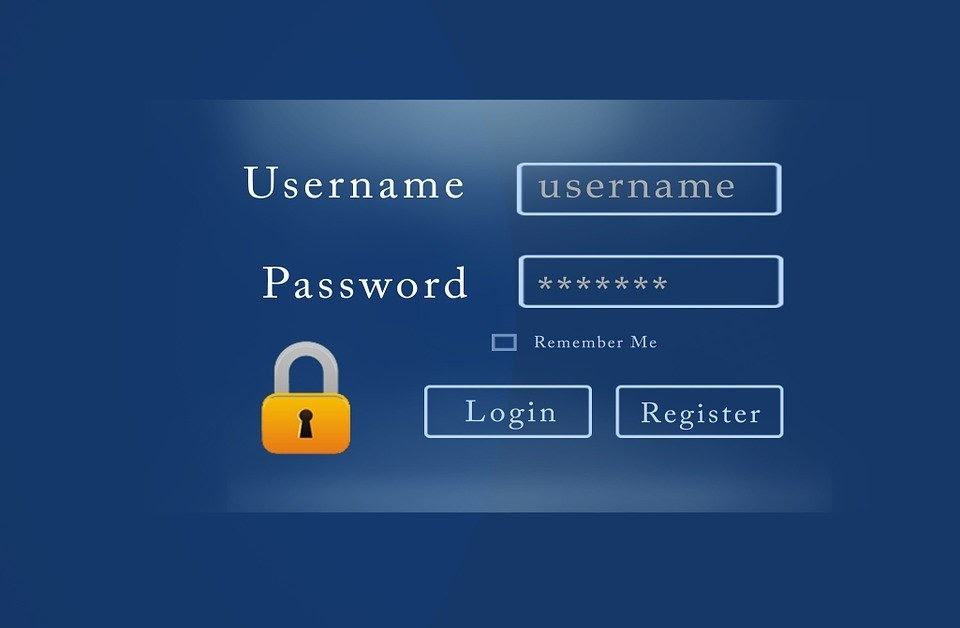 Username username
Password *******
Remember Me
Login Register